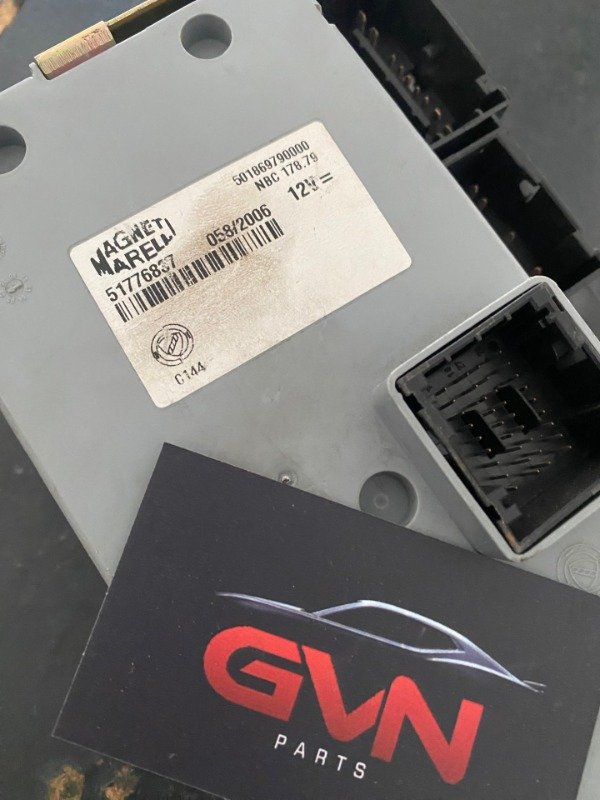 501869790000
NBC 178.79
12V =
MAGNETI
MARELLI
058/2006
51776837
C144
GVN
PARTS